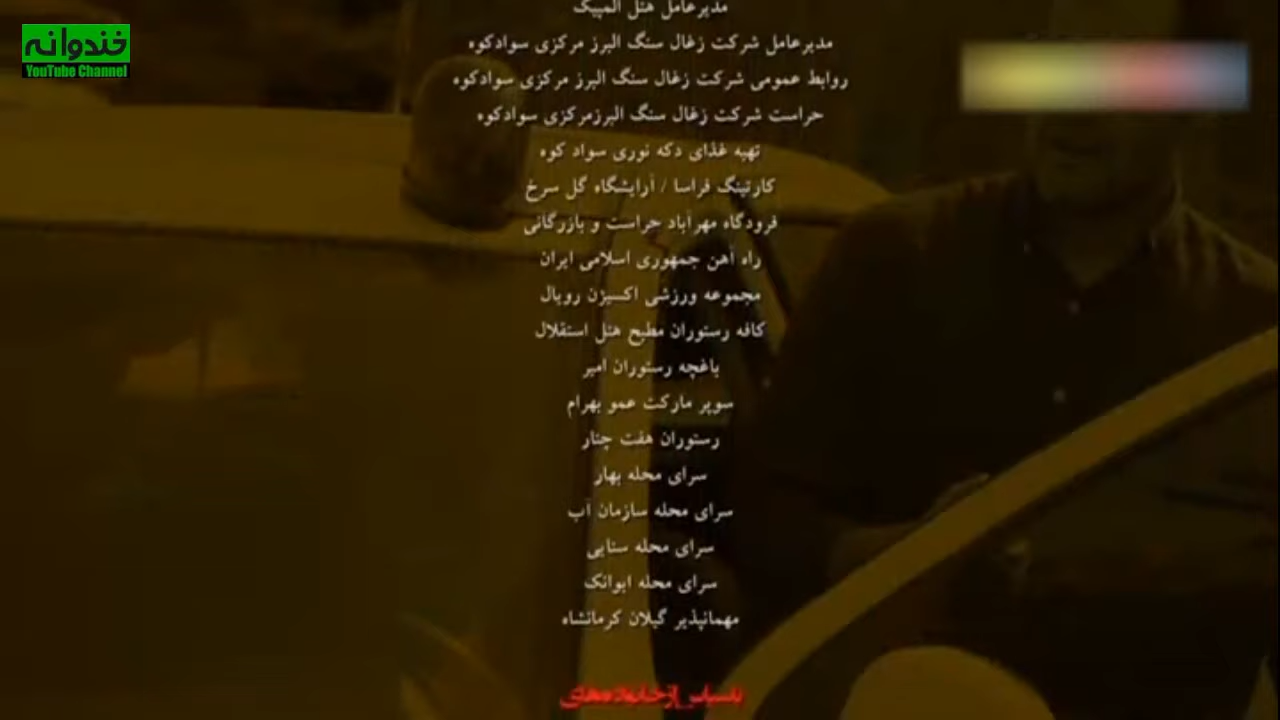 خندوانه
YouTube Channel
مدیرعامل هتل المپیک
مدیرعامل شرکت زغال سنگ البرز مرکزی سوادکوه
روابط عمومی شرکت زغال سنگ البرز مرکزی سوادکوه
حراست شرکت زغال سنگ البرزمرکزی سوادکوه
تهیه غذای دکه نوری سواد کوه
کارتینگ فراسا / آرایشگاه گل سرخ
فرودگاه مهرآباد حراست و بازرگانی
راه آهن جمهوری اسلامی ایران
مجموعه ورزشی اکسیژن رویال
کافه رستوران مطبخ هتل استقلال
باغچه رستوران امیر
سوپر مارکت عمو بهرام
رستوران هفت چنار
سرای محله بهار
سرای محله سازمان آب
سرای محله سنایی
سرای محله ایوانک
مهمانپذیر گیلان کرمانشاه
باسپاس ازخانواده‌های